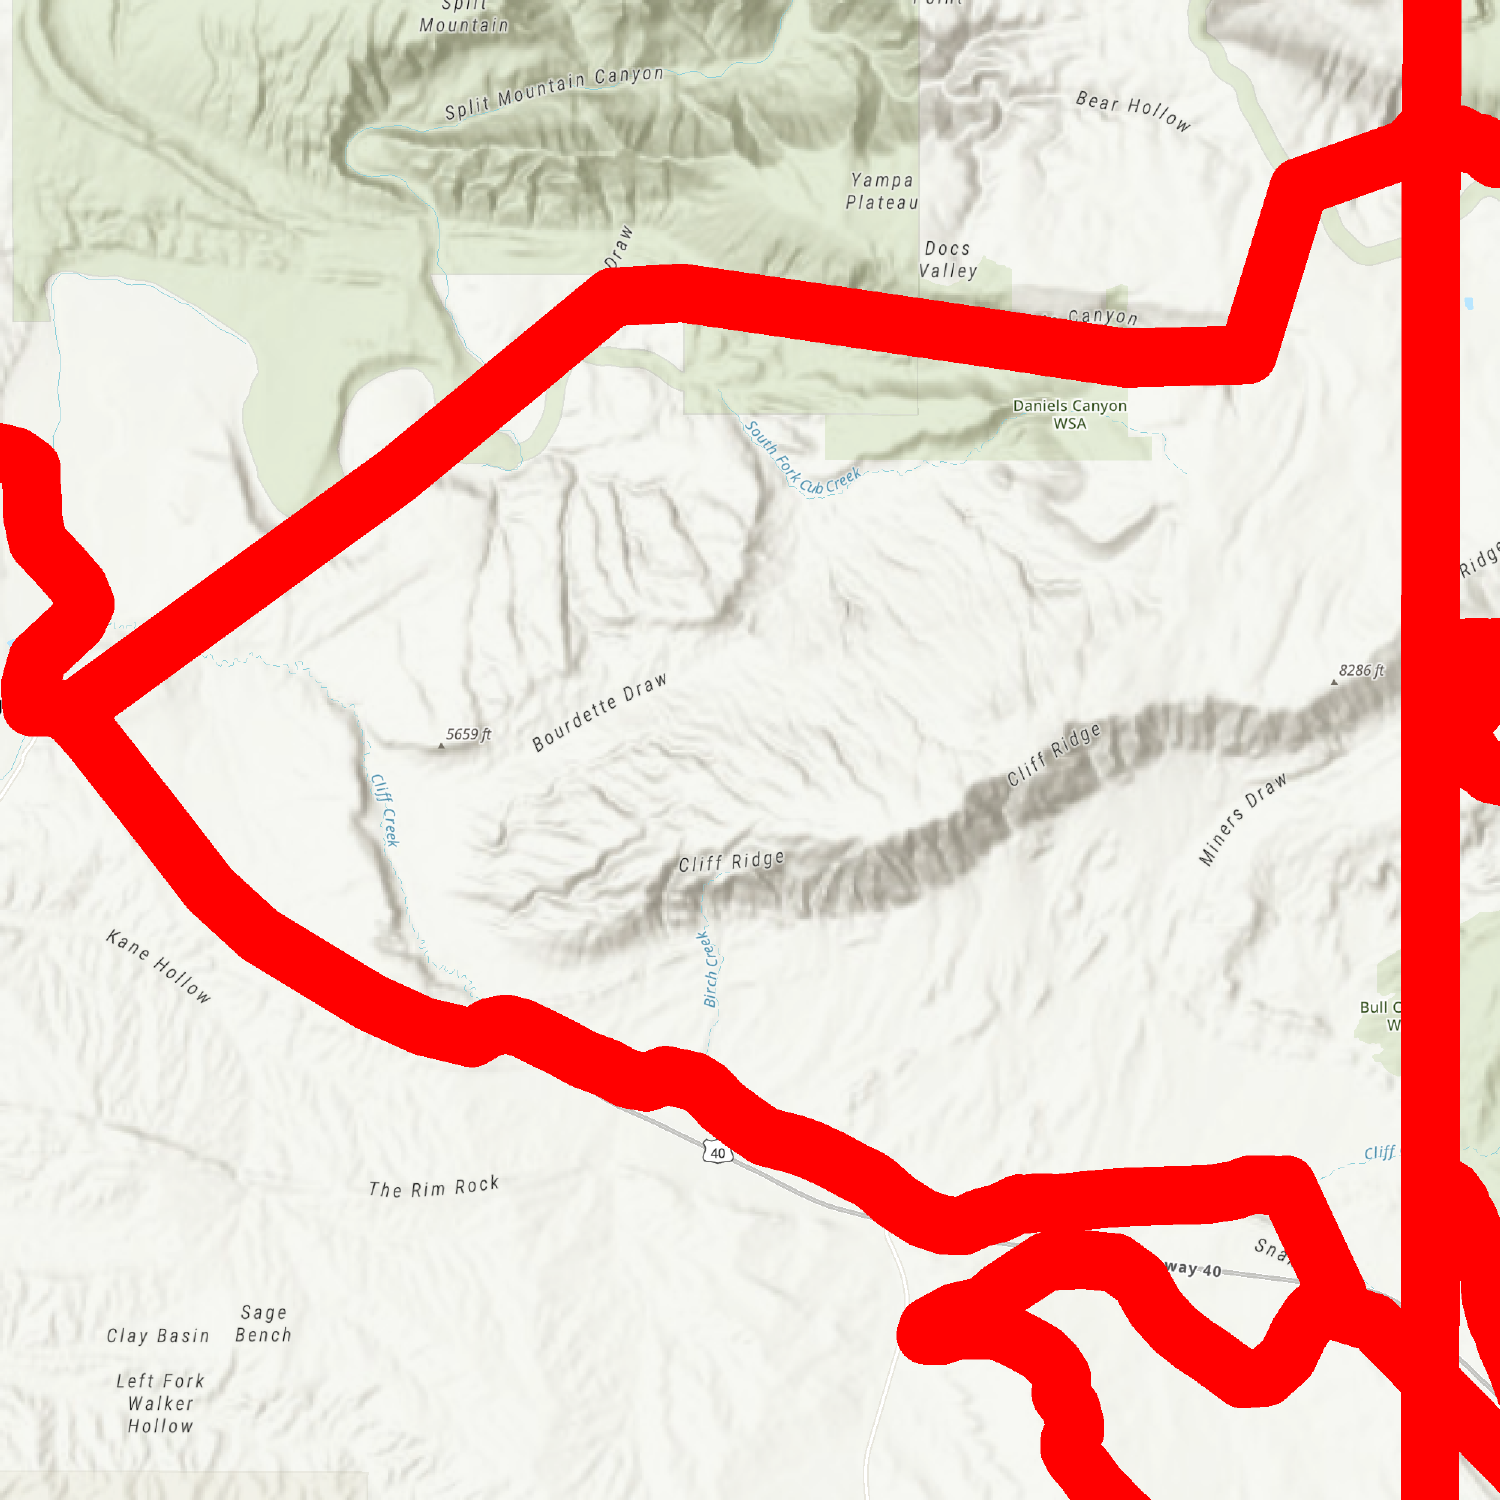 Split
Mountain
Point
Split Mountain Canyon
Bear Hollow
Yampa
Plateau
Draw
Docs
Valley
Canyon
Daniels Canyon
WSA
South Fork Cub Creek
Ridge
8286 ft
5659 ft
Bourdette Draw
Cliff Ridge
Miners Draw
Cliff Creek
Cliff Ridge
Kane Hollow
Birch Creek
Bull
40
Cliff
The Rim Rock
way 40
Sage
Bench
Clay Basin
Left Fork
Walker
Hollow